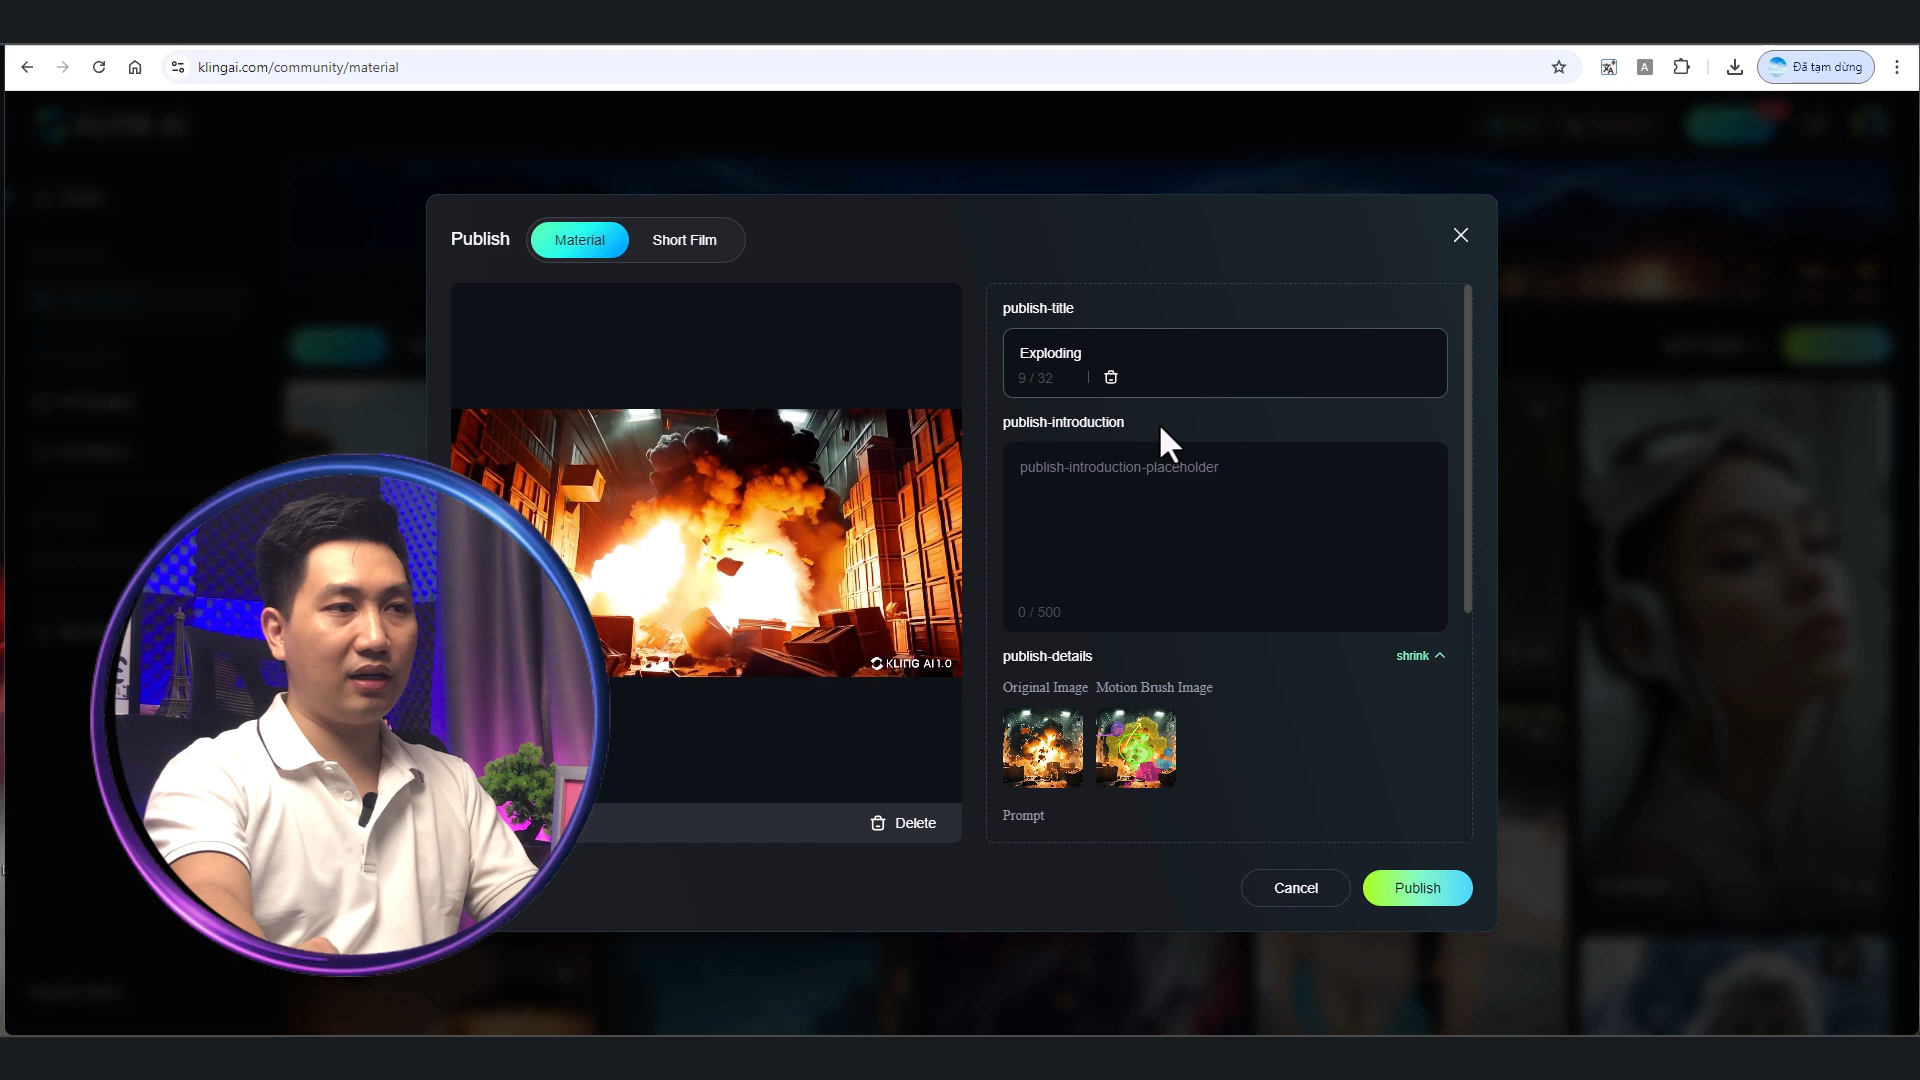 klingai.com/community/material
Đã tạm dừng
Publish
Material
Short Film
publish-title
Exploding
9 / 32
publish-introduction
publish-introduction-placeholder
0 / 500
publish-details
shrink
Original Image
Motion Brush Image
KLING AI 1.0
Prompt
Delete
Cancel
Publish